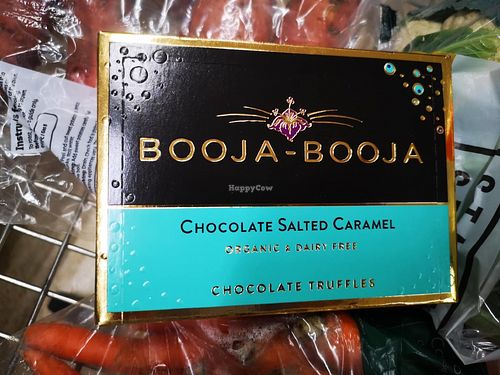 BOOJA-BOOJA
HappyCow
CHOCOLATE SALTED CARAMEL
ORGANIC & DAIRY FREE
CHOCOLATE TRUFFLES